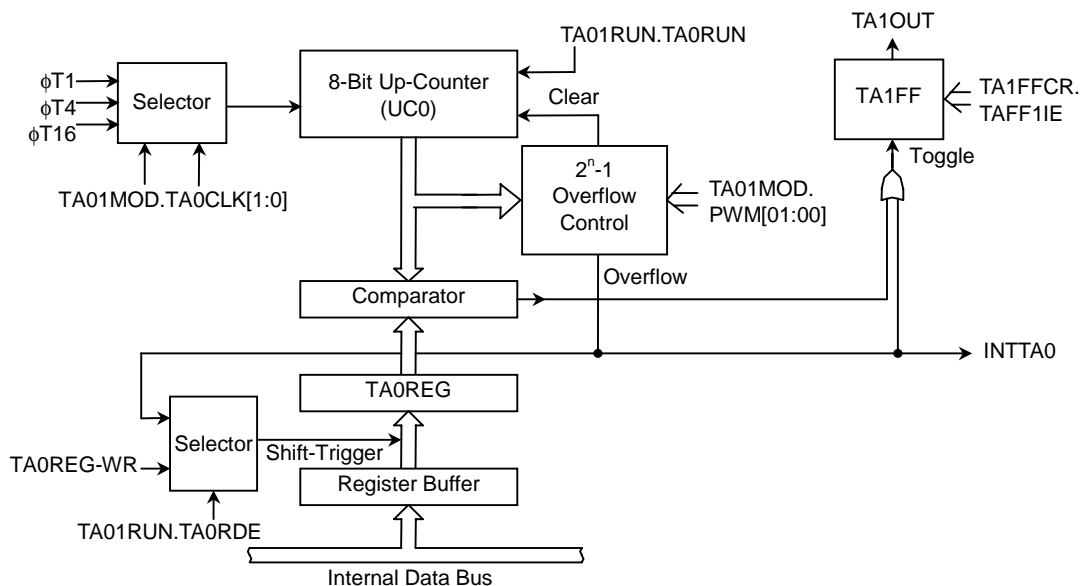 TA1OUT
TA01RUN.TA0RUN
8-Bit Up-Counter
(UC0)
ϕT1
ϕT4
ϕT16
Selector
TA1FF
TA1FFCR.
TAFF1IE
Clear
Toggle
TA01MOD.TA0CLK[1:0]
2ⁿ-1
Overflow
Control
TA01MOD.
PWM[01:00]
Overflow
Comparator
INTTA0
TA0REG
Selector
Shift-Trigger
TA0REG-WR
Register Buffer
TA01RUN.TA0RDE
Internal Data Bus